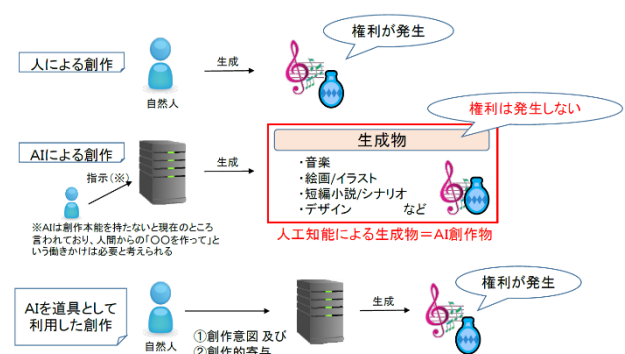 権利が発生
人による創作
生成
自然人
権利は発生しない
AIによる創作
指示(※)
生成
生成物
・音楽
・絵画/イラスト
・短編小説/シナリオ
・デザイン など
※AIは創作本能を持たないと現在のところ
言われており、人間からの「〇〇を作って」と
いう働きかけは必要と考えられる
人工知能による生成物=AI創作物
権利が発生
AIを道具として
利用した創作
生成
自然人
①創作意図 及び
②創作的寄与